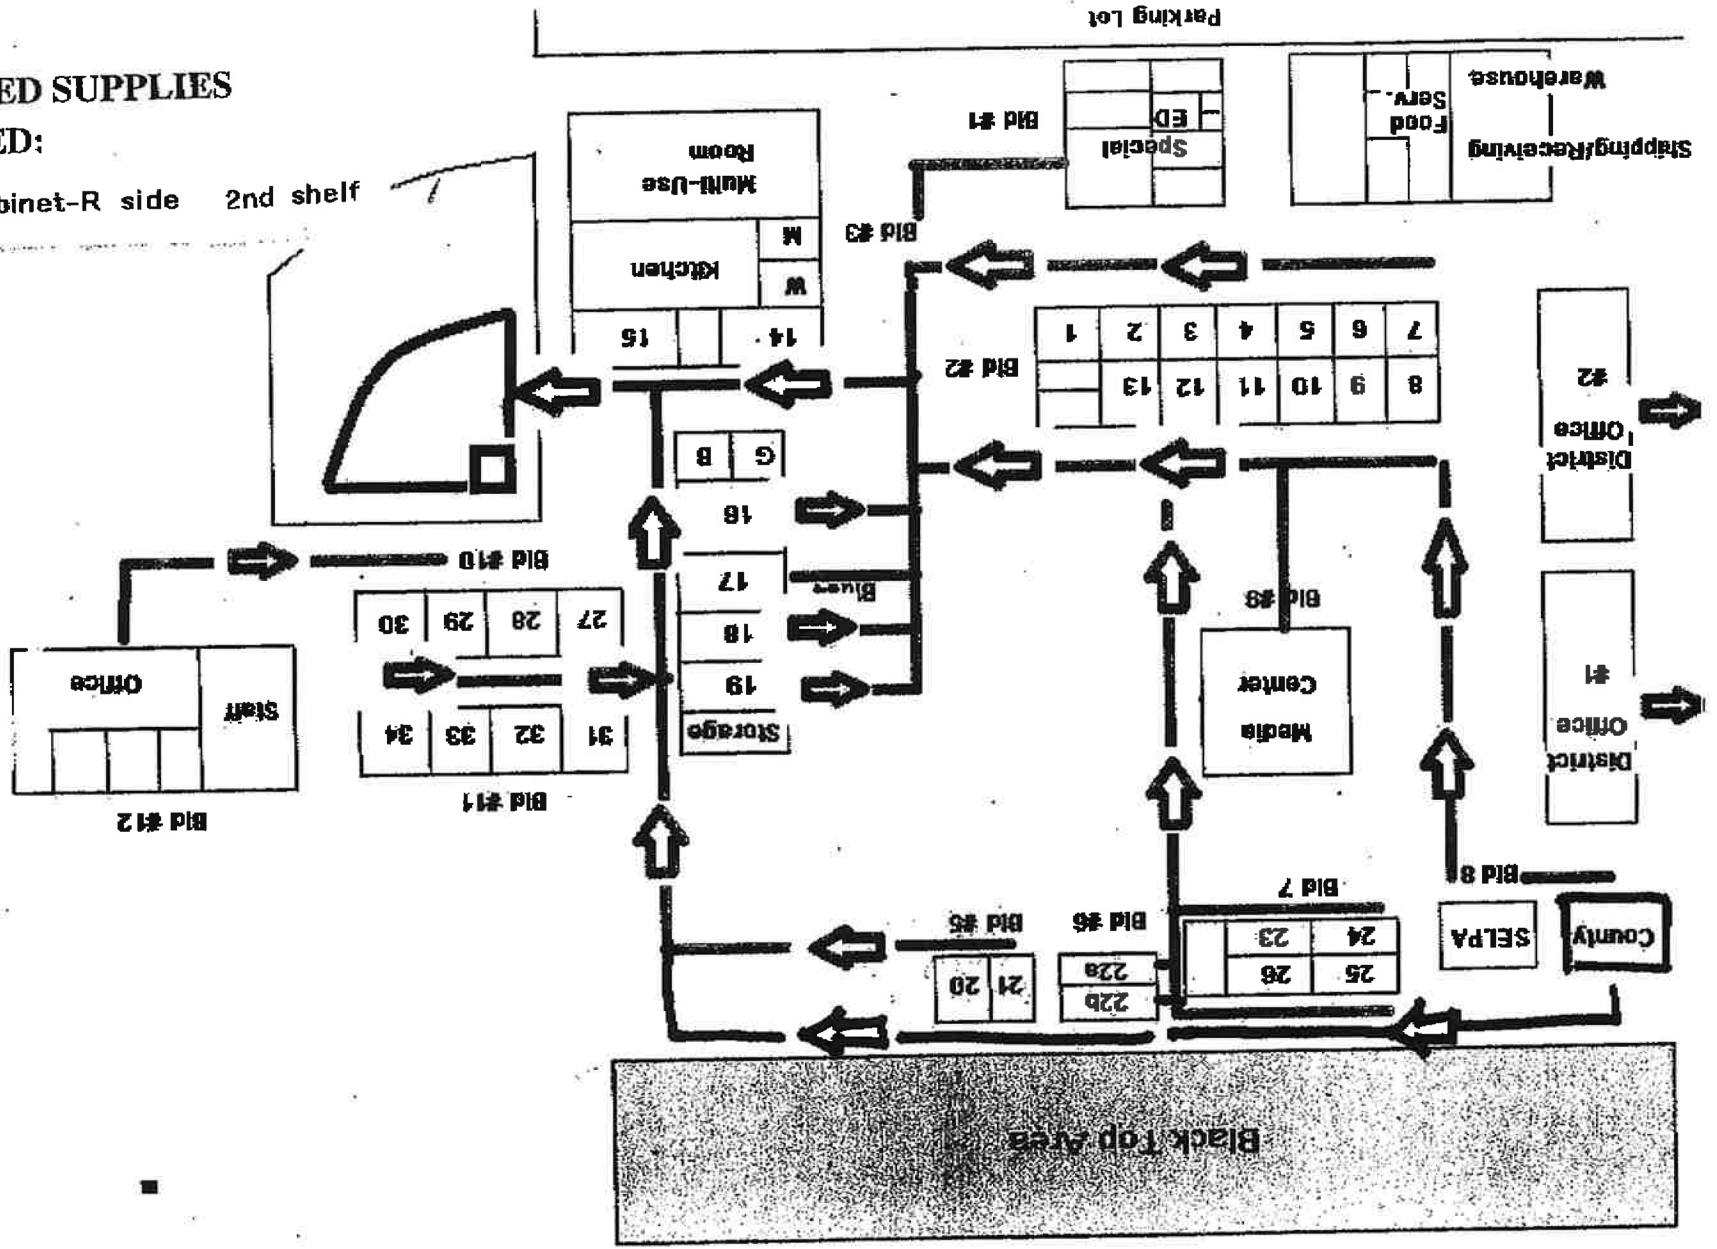 Parking Lot
ED SUPPLIES
ED:
binet-R side 2nd shelf
Bld #1
Special
ED
Food
Serv.
Warehouse
Shipping/Receiving
Multi-Use
Room
Kitchen
M
W
15
14
Bld #3
Bld #2
1
2
3
4
5
6
7
13
12
11
10
9
8
District
Office
#2
District
Office
#1
G
B
16
17
18
19
Storage
Bld #9
Media
Center
Bld #10
30
29
28
27
34
33
32
31
Bld #11
Office
Staff
Bld #12
Bld #5
20
21
Bld #6
22a
22b
Bld 7
23
24
26
25
Bld 8
SELPA
County
Black Top Area